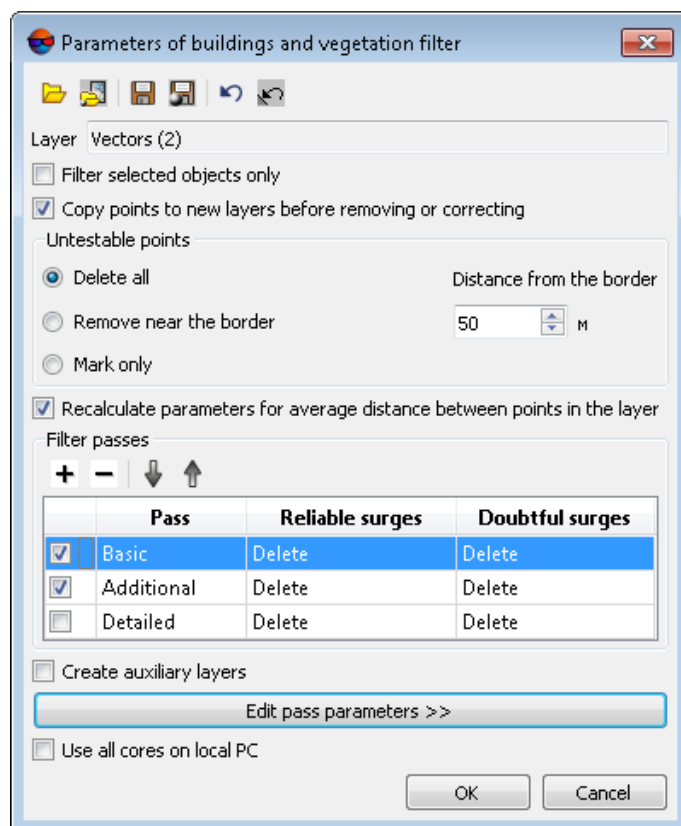 Parameters of buildings and vegetation filter
Layer Vectors (2)
Filter selected objects only
Copy points to new layers before removing or correcting
Untestable points
Delete all Distance from the border
Remove near the border 50 м
Mark only
Recalculate parameters for average distance between points in the layer
Filter passes
Pass Reliable surges Doubtful surges
Basic Delete Delete
Additional Delete Delete
Detailed Delete Delete
Create auxiliary layers
Edit pass parameters >>
Use all cores on local PC
OK Cancel